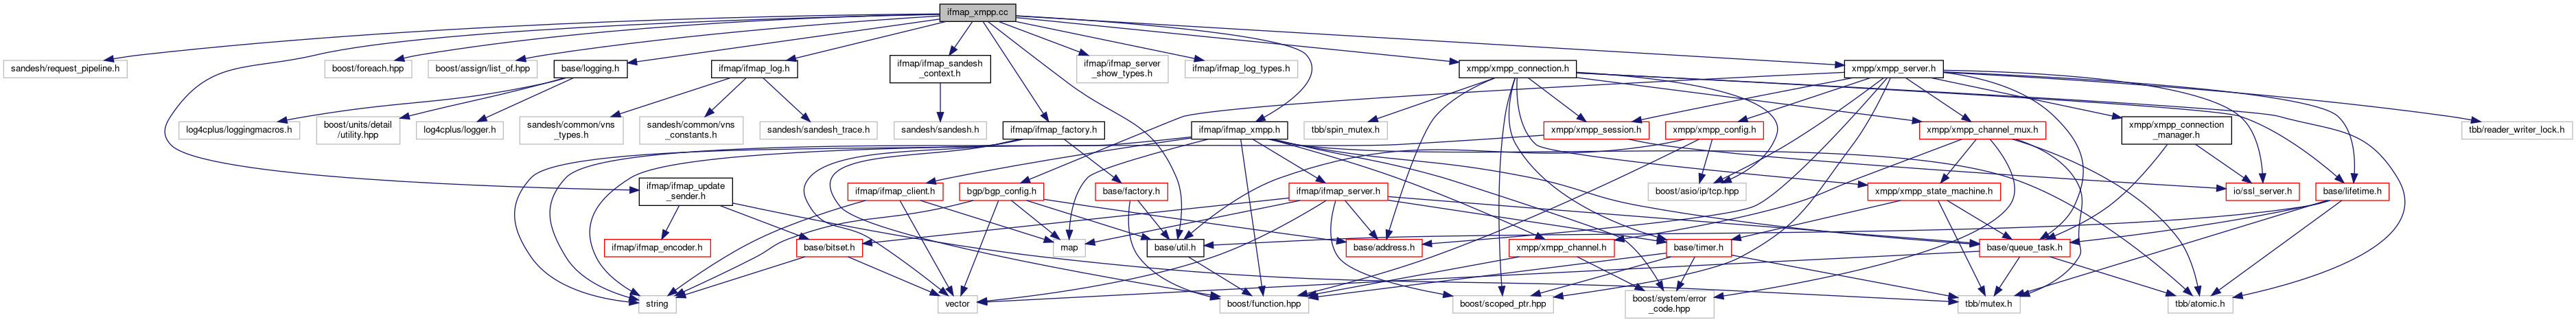 ifmap_xmpp.cc
sandesh/request_pipeline.h
boost/foreach.hpp
boost/assign/list_of.hpp
base/logging.h
ifmap/ifmap_log.h
ifmap/ifmap_sandesh
_context.h
ifmap/ifmap_server
_show_types.h
ifmap/ifmap_log_types.h
xmpp/xmpp_connection.h
xmpp/xmpp_server.h
log4cplus/loggingmacros.h
boost/units/detail
/utility.hpp
log4cplus/logger.h
sandesh/common/vns
_types.h
sandesh/common/vns
_constants.h
sandesh/sandesh_trace.h
sandesh/sandesh.h
ifmap/ifmap_factory.h
ifmap/ifmap_xmpp.h
tbb/spin_mutex.h
xmpp/xmpp_session.h
xmpp/xmpp_config.h
xmpp/xmpp_channel_mux.h
xmpp/xmpp_connection
_manager.h
tbb/reader_writer_lock.h
ifmap/ifmap_update
_sender.h
ifmap/ifmap_client.h
bgp/bgp_config.h
base/factory.h
ifmap/ifmap_server.h
boost/asio/ip/tcp.hpp
xmpp/xmpp_state_machine.h
io/ssl_server.h
base/lifetime.h
ifmap/ifmap_encoder.h
base/bitset.h
map
base/util.h
base/address.h
xmpp/xmpp_channel.h
base/timer.h
base/queue_task.h
string
vector
boost/function.hpp
boost/scoped_ptr.hpp
boost/system/error
_code.hpp
tbb/mutex.h
tbb/atomic.h